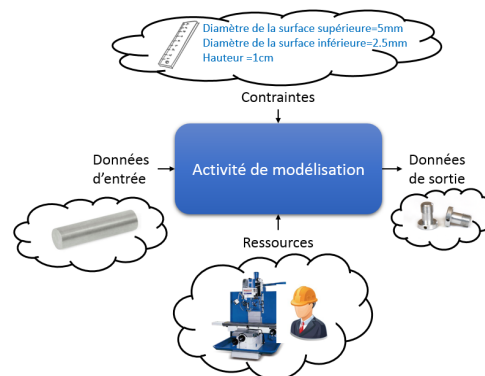 Diamètre de la surface supérieure=5mm
Diamètre de la surface inférieure=2.5mm
Hauteur =1cm
Contraintes
Données
d'entrée
Activité de modélisation
Données
de sortie
Ressources